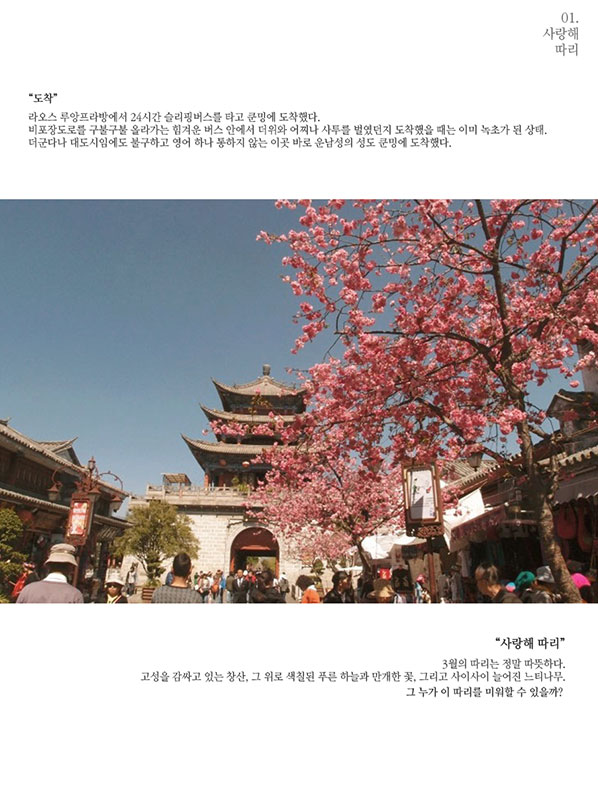 01.
사랑해
따리
“도착”
라오스 루앙프라방에서 24시간 슬리핑버스를 타고 쿤밍에 도착했다.
비포장도로를 구불구불 올라가는 힘겨운 버스 안에서 더위와 어찌나 사투를 벌였던지 도착했을 때는 이미 녹초가 된 상태.
더군다나 대도시임에도 불구하고 영어 하나 통하지 않는 이곳 바로 운남성의 성도 쿤밍에 도착했다.
“사랑해 따리”
3월의 따리는 정말 따뜻하다.
고성을 감싸고 있는 창산, 그 위로 색칠된 푸른 하늘과 만개한 꽃, 그리고 사이사이 늘어진 느티나무.
그 누가 이 따리를 미워할 수 있을까?